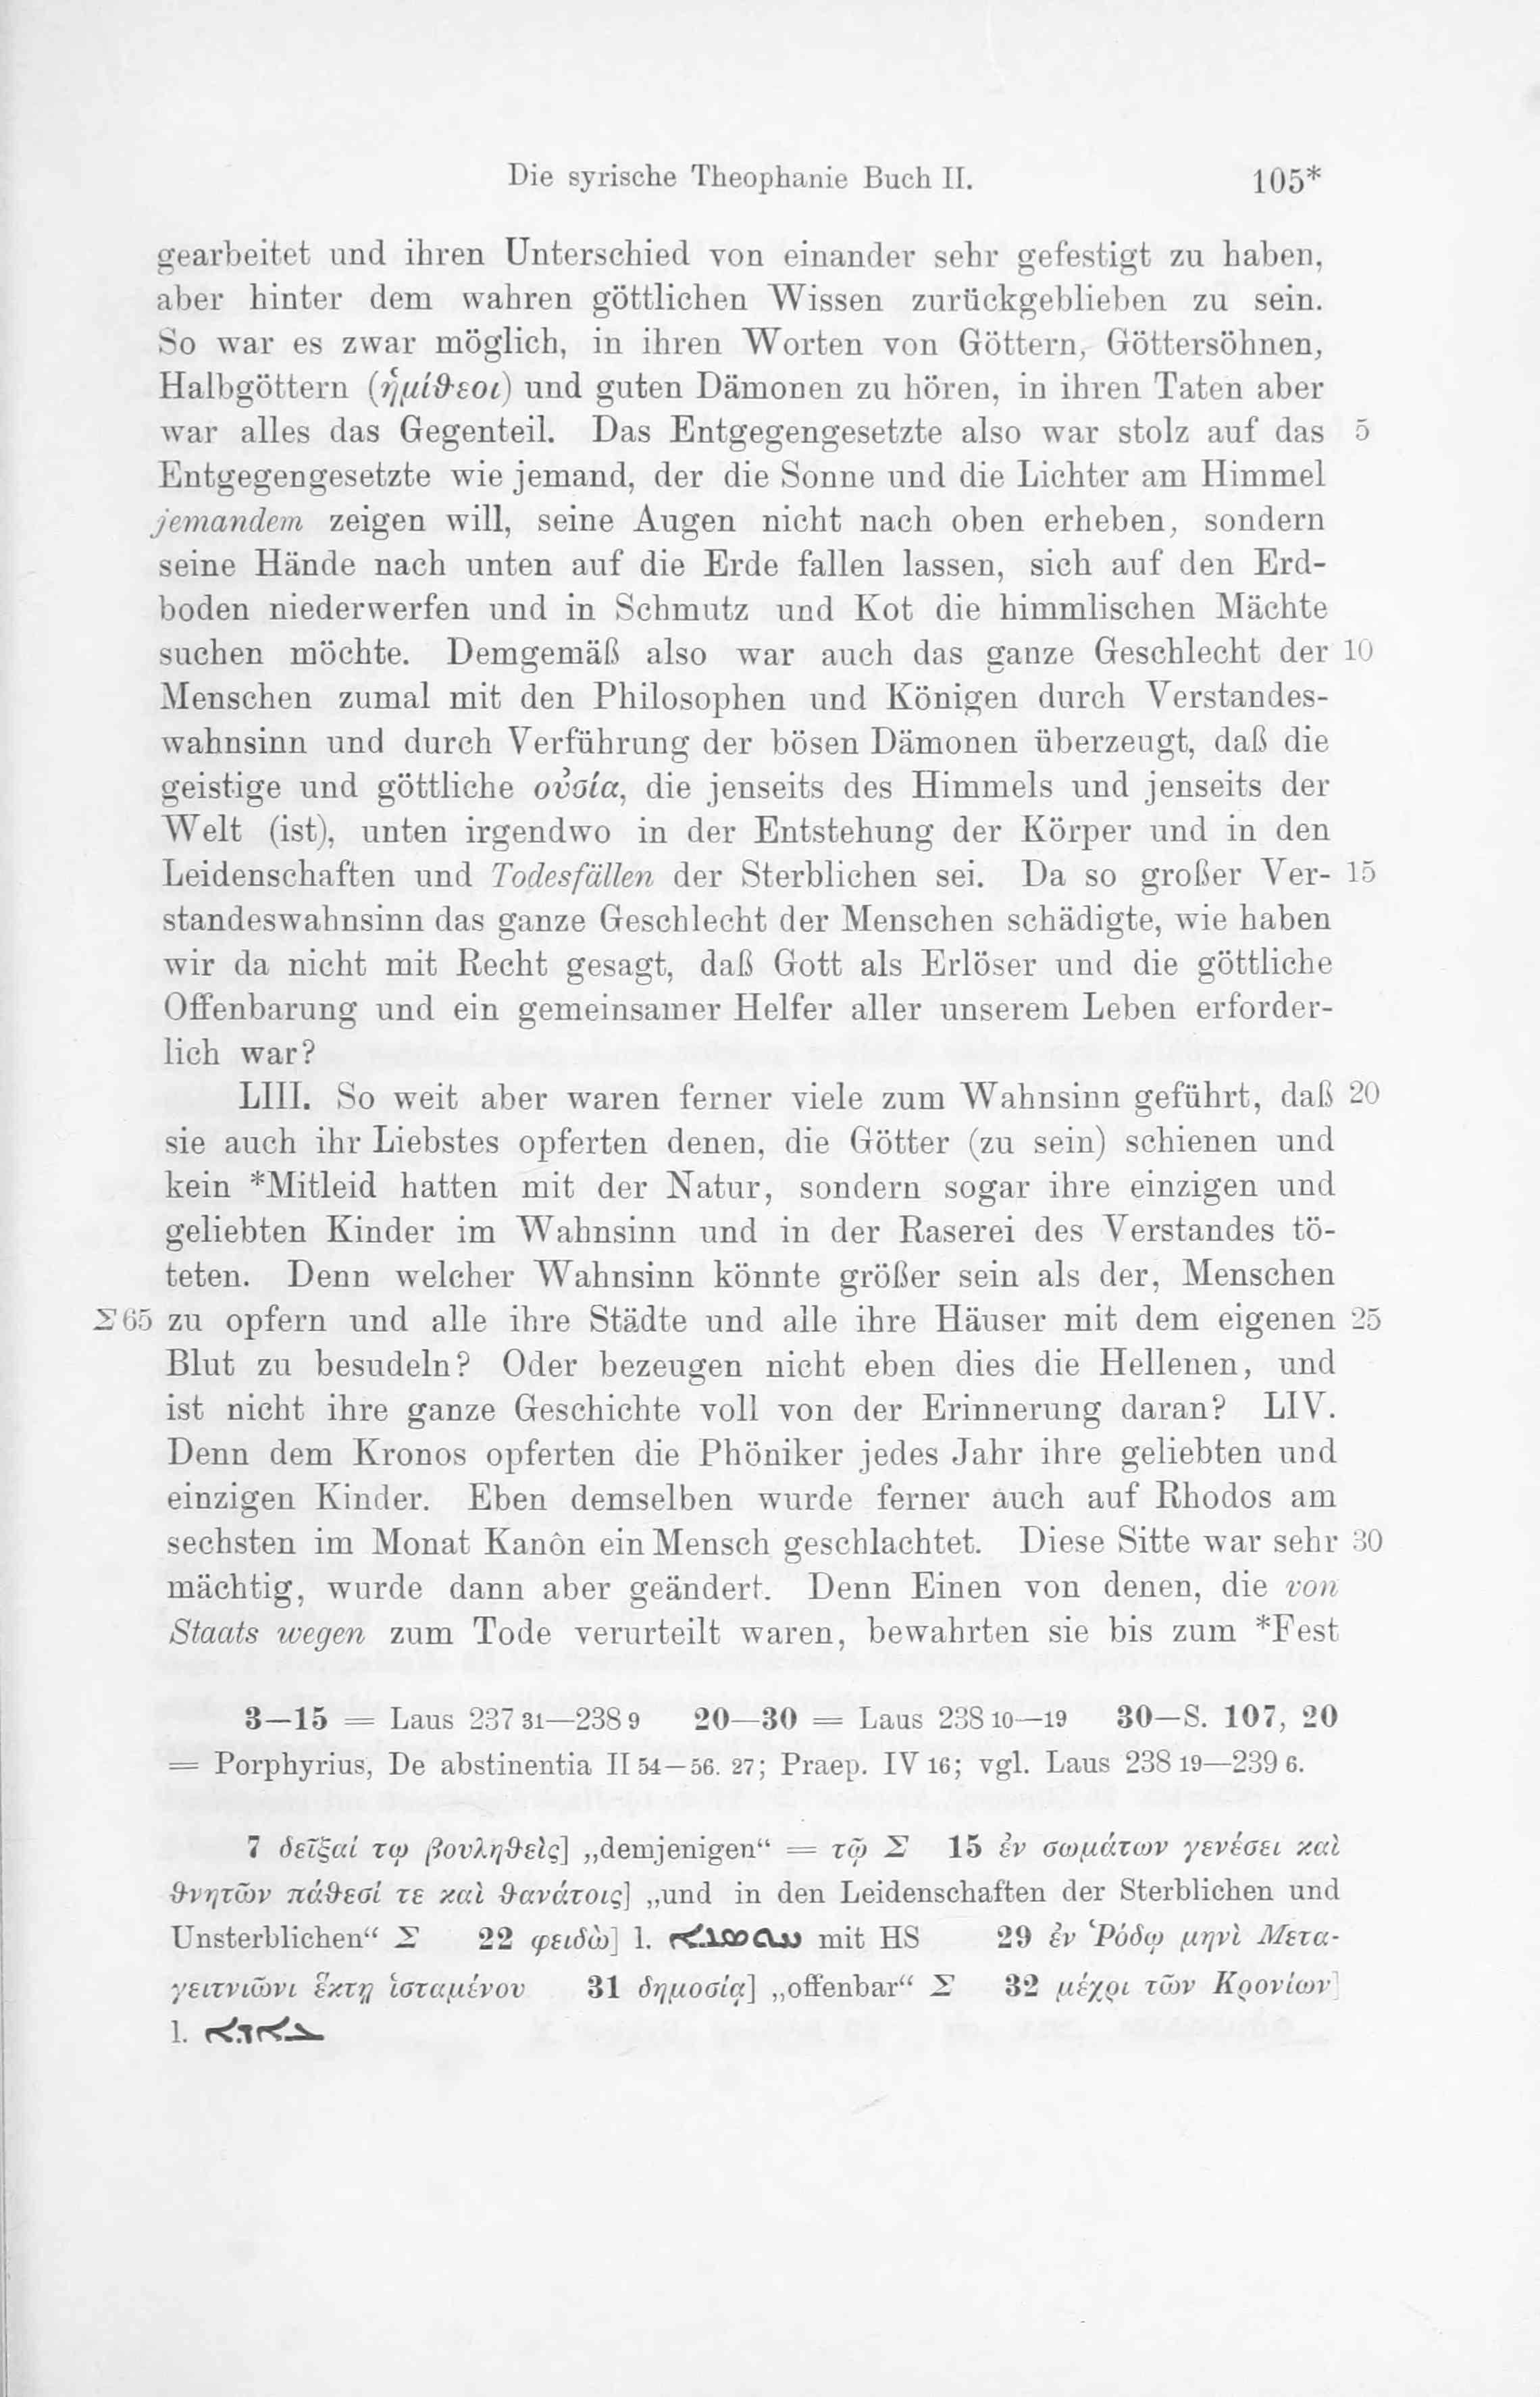 Die syrische Theophanie Buch II. 105*
gearbeitet und ihren Unterschied von einander sehr gefestigt zu haben,
aber hinter dem wahren göttlichen Wissen zurückgeblieben zu sein.
So war es zwar möglich, in ihren Worten von Göttern, Göttersöhnen,
Halbgöttern (ἡμίθεοι) und guten Dämonen zu hören, in ihren Taten aber
war alles das Gegenteil. Das Entgegengesetzte also war stolz auf das 5
Entgegengesetzte wie jemand, der die Sonne und die Lichter am Himmel
jemandem zeigen will, seine Augen nicht nach oben erheben, sondern
seine Hände nach unten auf die Erde fallen lassen, sich auf den Erd-
boden niederwerfen und in Schmutz und Kot die himmlischen Mächte
suchen möchte. Demgemäß also war auch das ganze Geschlecht der 10
Menschen zumal mit den Philosophen und Königen durch Verstandes-
wahnsinn und durch Verführung der bösen Dämonen überzeugt, daß die
geistige und göttliche οὐσία, die jenseits des Himmels und jenseits der
Welt (ist), unten irgendwo in der Entstehung der Körper und in den
Leidenschaften und Todesfällen der Sterblichen sei. Da so großer Ver- 15
standeswahnsinn das ganze Geschlecht der Menschen schädigte, wie haben
wir da nicht mit Recht gesagt, daß Gott als Erlöser und die göttliche
Offenbarung und ein gemeinsamer Helfer aller unserem Leben erforder-
lich war?
LIII. So weit aber waren ferner viele zum Wahnsinn geführt, daß 20
sie auch ihr Liebstes opferten denen, die Götter (zu sein) schienen und
kein *Mitleid hatten mit der Natur, sondern sogar ihre einzigen und
geliebten Kinder im Wahnsinn und in der Raserei des Verstandes tö-
teten. Denn welcher Wahnsinn könnte größer sein als der, Menschen
Σ 65 zu opfern und alle ihre Städte und alle ihre Häuser mit dem eigenen 25
Blut zu besudeln? Oder bezeugen nicht eben dies die Hellenen, und
ist nicht ihre ganze Geschichte voll von der Erinnerung daran? LIV.
Denn dem Kronos opferten die Phöniker jedes Jahr ihre geliebten und
einzigen Kinder. Eben demselben wurde ferner auch auf Rhodos am
sechsten im Monat Kanôn ein Mensch geschlachtet. Diese Sitte war sehr 30
mächtig, wurde dann aber geändert. Denn Einen von denen, die von
Staats wegen zum Tode verurteilt waren, bewahrten sie bis zum *Fest
3—15 = Laus 237 31—238 9 20—30 = Laus 238 10—19 30—S. 107, 20
= Porphyrius, De abstinentia II 54—56. 27; Praep. IV 16; vgl. Laus 238 19—239 6.
7 δεῖξαί τῳ βουληθεὶς] „demjenigen“ = τῷ Σ 15 ἐν σωμάτων γενέσει καὶ
θνητῶν πάθεσί τε καὶ θανάτοις] „und in den Leidenschaften der Sterblichen und
Unsterblichen“ Σ 22 φειδὼ] l. ܚܘܣܢܐ mit HS 29 ἐν Ῥόδῳ μηνὶ Μετα-
γειτνιῶνι ἕκτῃ ἱσταμένου 31 δημοσίᾳ] „offenbar“ Σ 32 μέχρι τῶν Κρονίων]
l. ܥܐܕܐ